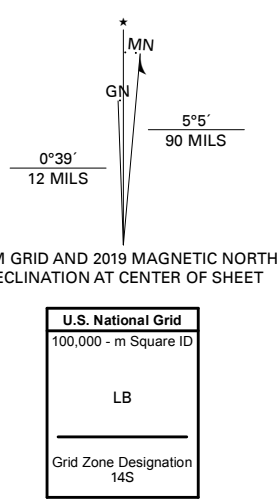 ★
MN
GN
5°5´
90 MILS
0°39´
12 MILS
M GRID AND 2019 MAGNETIC NORTH
ECLINATION AT CENTER OF SHEET
U.S. National Grid
100,000 - m Square ID
LB
Grid Zone Designation
14S